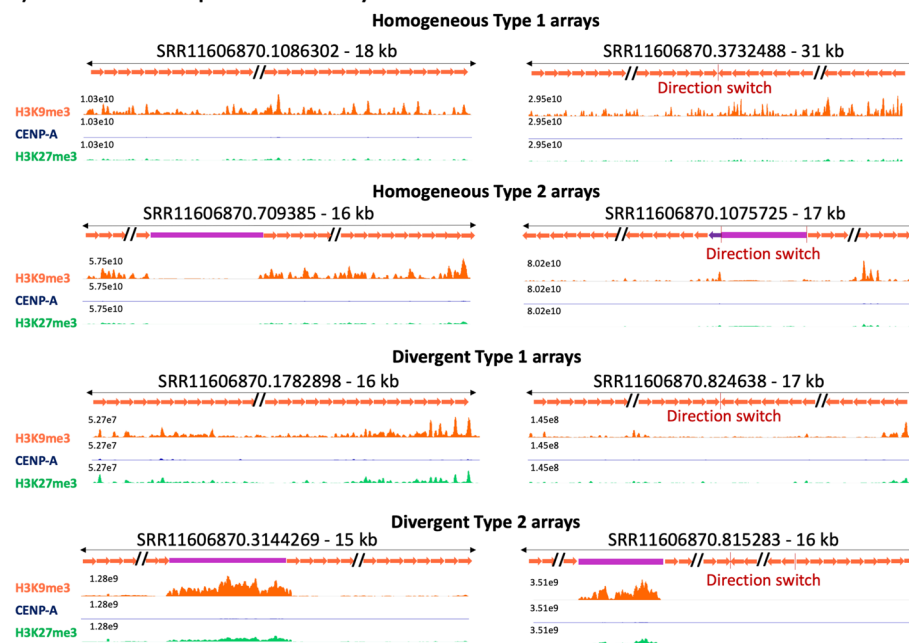 Homogeneous Type 1 arrays
SRR11606870.1086302 - 18 kb
SRR11606870.3732488 - 31 kb
//
// //
Direction switch
H3K9me3
1.03e10
2.95e10
CENP-A
1.03e10
2.95e10
H3K27me3
1.03e10
2.95e10
Homogeneous Type 2 arrays
SRR11606870.709385 - 16 kb
SRR11606870.1075725 - 17 kb
// //
// //
Direction switch
H3K9me3
5.75e10
8.02e10
CENP-A
5.75e10
8.02e10
H3K27me3
5.75e10
8.02e10
Divergent Type 1 arrays
SRR11606870.1782898 - 16 kb
SRR11606870.824638 - 17 kb
//
// //
Direction switch
H3K9me3
5.27e7
1.45e8
CENP-A
5.27e7
1.45e8
H3K27me3
5.27e7
1.45e8
Divergent Type 2 arrays
SRR11606870.3144269 - 15 kb
SRR11606870.815283 - 16 kb
// //
// // //
Direction switch
H3K9me3
1.28e9
3.51e9
CENP-A
1.28e9
3.51e9
H3K27me3
1.28e9
3.51e9